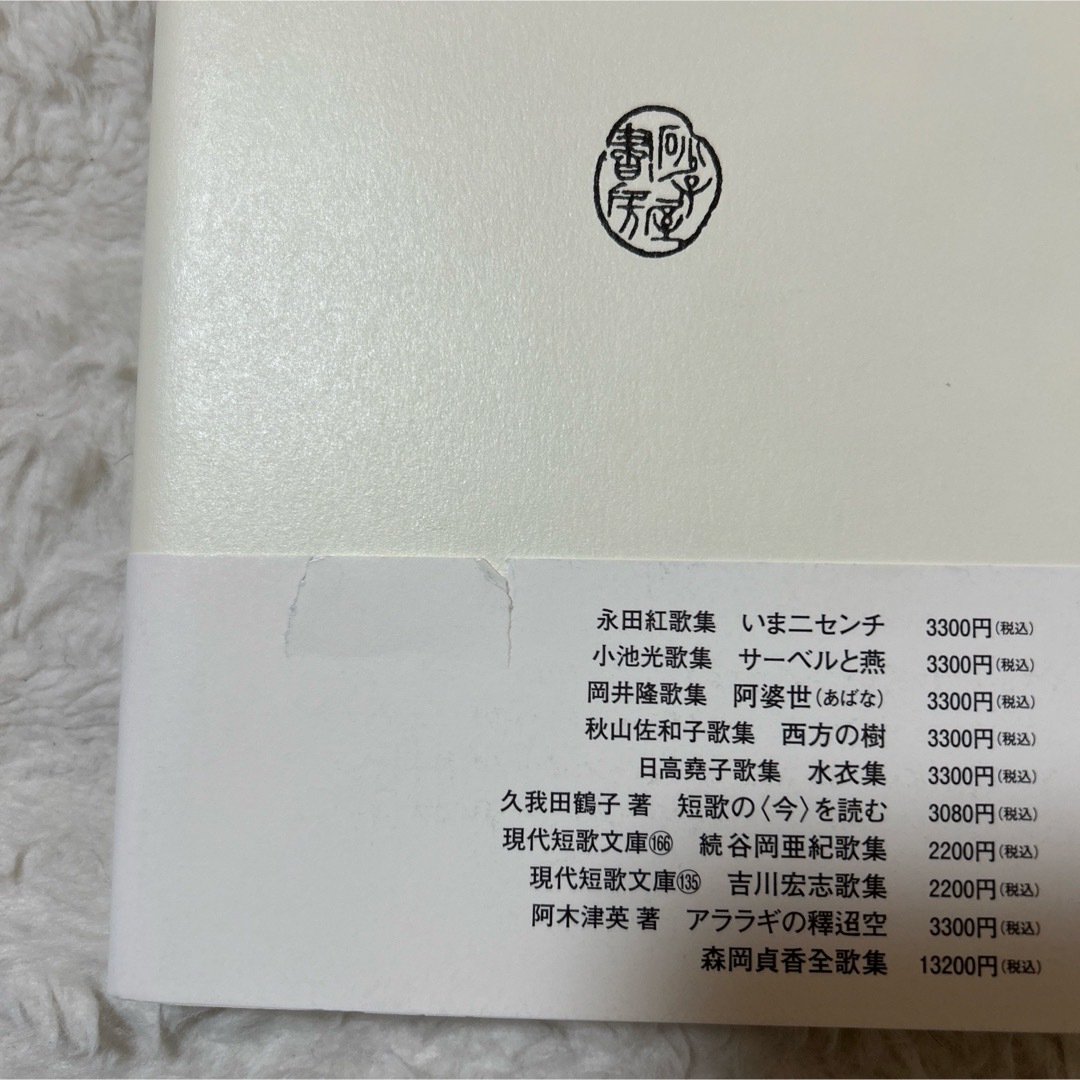 砂子屋書房
永田紅歌集 いま二センチ 3300円(税込)
小池光歌集 サーベルと燕 3300円(税込)
岡井隆歌集 阿婆世(あばな) 3300円(税込)
秋山佐和子歌集 西方の樹 3300円(税込)
日高堯子歌集 水衣集 3300円(税込)
久我田鶴子 著 短歌の〈今〉を読む 3080円(税込)
現代短歌文庫166 続 谷岡亜紀歌集 2200円(税込)
現代短歌文庫135 吉川宏志歌集 2200円(税込)
阿木津英 著 アララギの釋迢空 3300円(税込)
森岡貞香全歌集 13200円(税込)